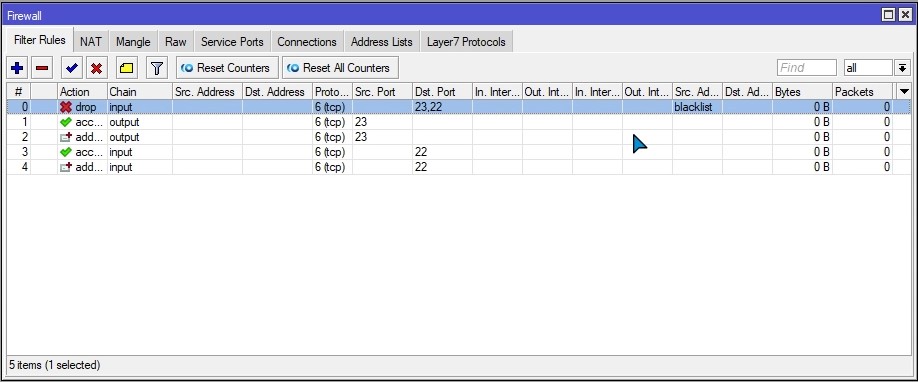 Firewall
Filter Rules NAT Mangle Raw Service Ports Connections Address Lists Layer7 Protocols
Reset Counters Reset All Counters Find all
# Action Chain Src. Address Dst. Address Proto... Src. Port Dst. Port In. Inter... Out. Int... In. Inter... Out. Int... Src. Ad... Dst. Ad... Bytes Packets
0 drop input 6 (tcp) 23,22 blacklist 0 B 0
1 acc... output 6 (tcp) 23 0 B 0
2 add... output 6 (tcp) 23 0 B 0
3 acc... input 6 (tcp) 22 0 B 0
4 add... input 6 (tcp) 22 0 B 0
5 items (1 selected)